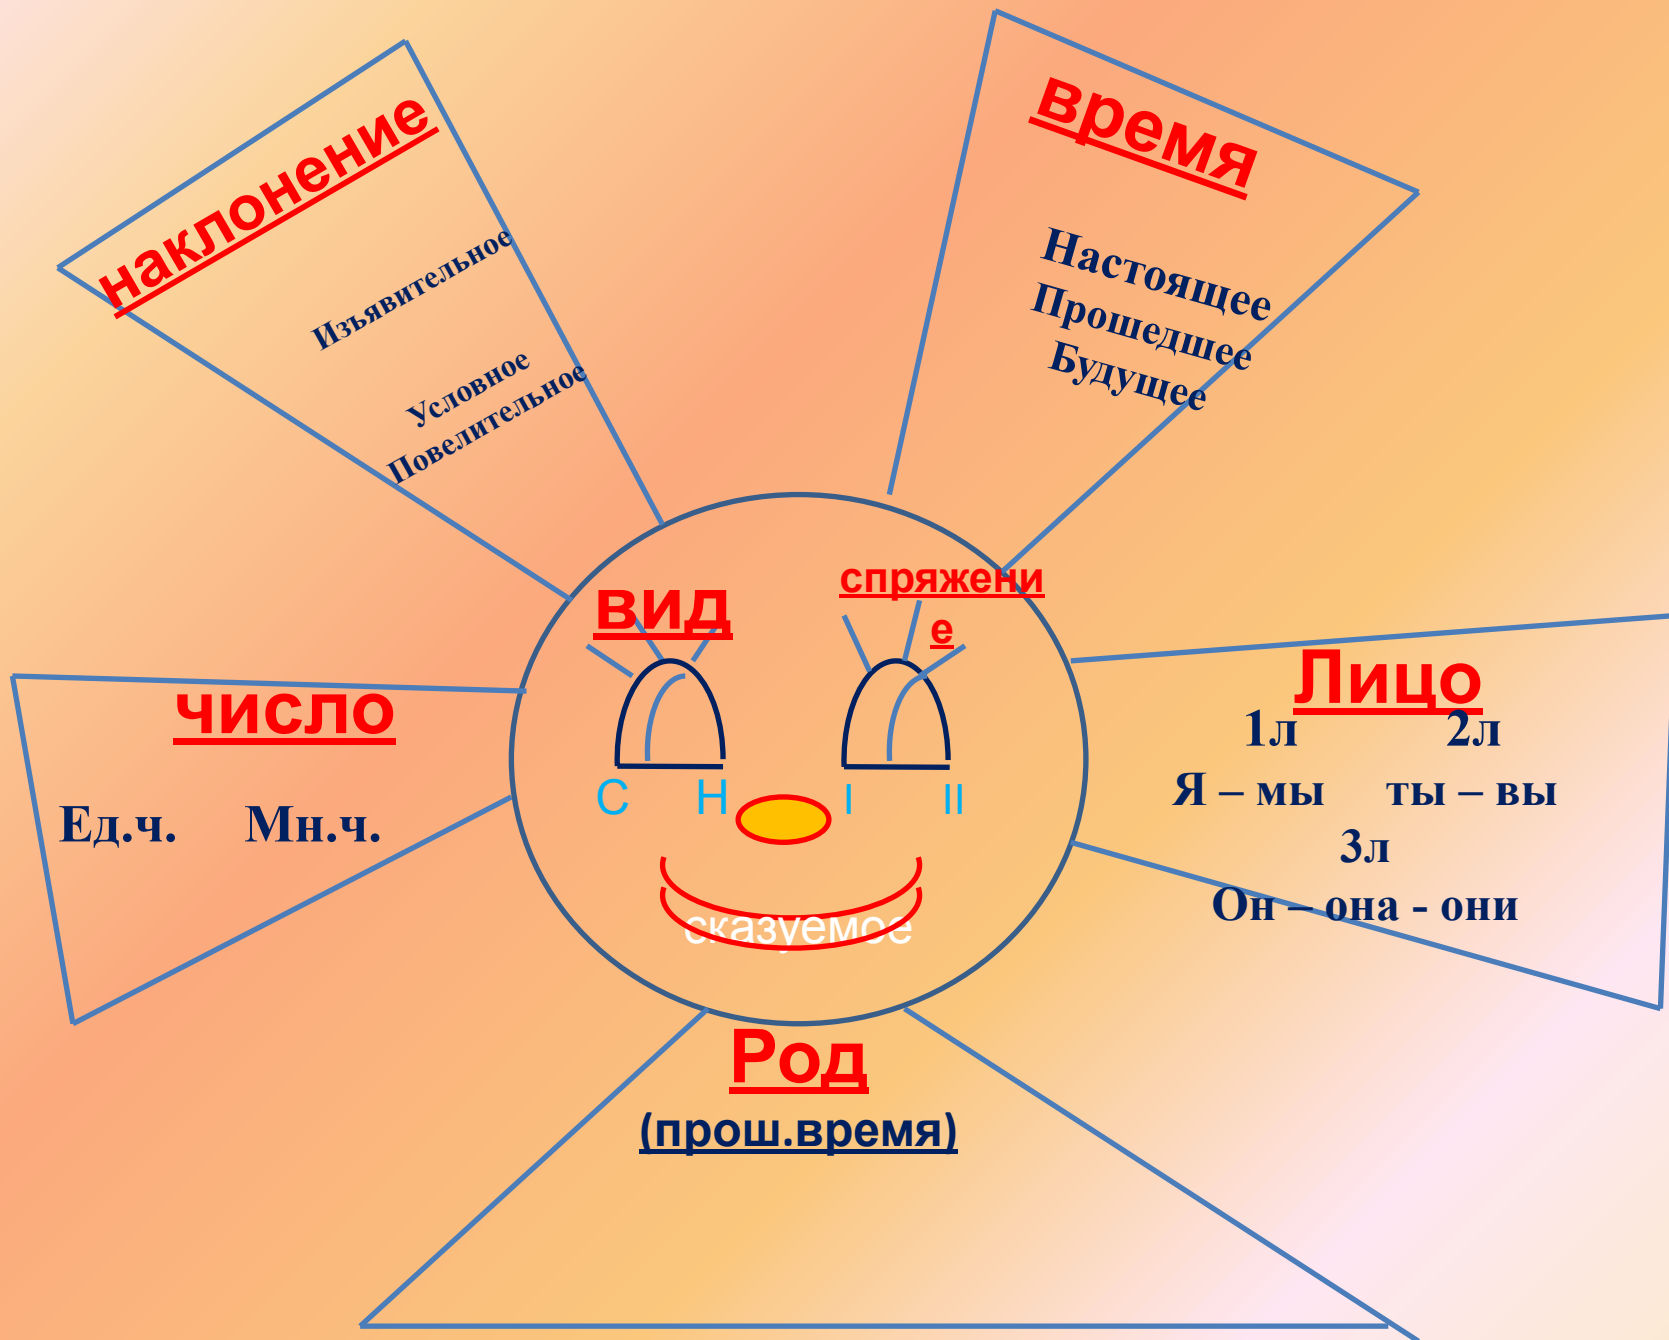 наклонение
Изъявительное
Условное
Повелительное
время
Настоящее
Прошедшее
Будущее
вид
спряжени
е
С Н I II
сказуемое
число
Ед.ч. Мн.ч.
Лицо
1л 2л
Я – мы ты – вы
3л
Он – она - они
Род
(прош.время)